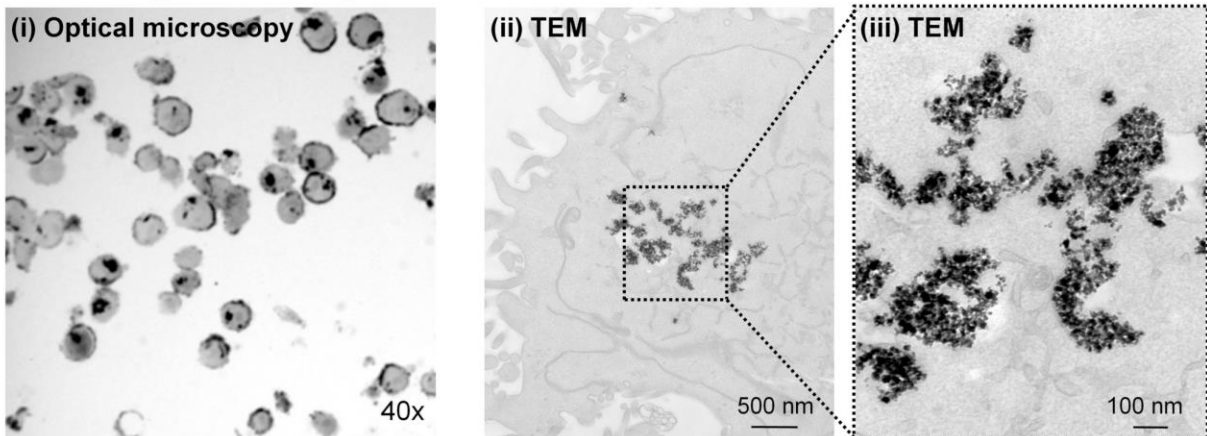 (i) Optical microscopy
40x
(ii) TEM
500 nm
(iii) TEM
100 nm